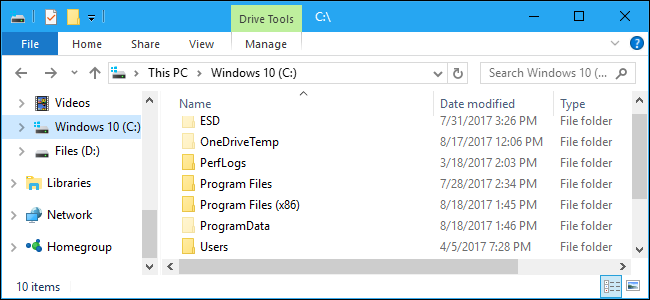 Drive Tools
C:\
File Home Share View Manage
This PC Windows 10 (C:) Search Windows 10 (...
Videos
Windows 10 (C:)
Files (D:)
Libraries
Network
Homegroup
Name Date modified Type
ESD 7/31/2017 3:26 PM File folder
OneDriveTemp 8/17/2017 12:06 PM File folder
PerfLogs 3/18/2017 2:03 PM File folder
Program Files 7/28/2017 2:34 PM File folder
Program Files (x86) 8/18/2017 1:45 PM File folder
ProgramData 8/18/2017 1:46 PM File folder
Users 4/5/2017 7:28 PM File folder
10 items